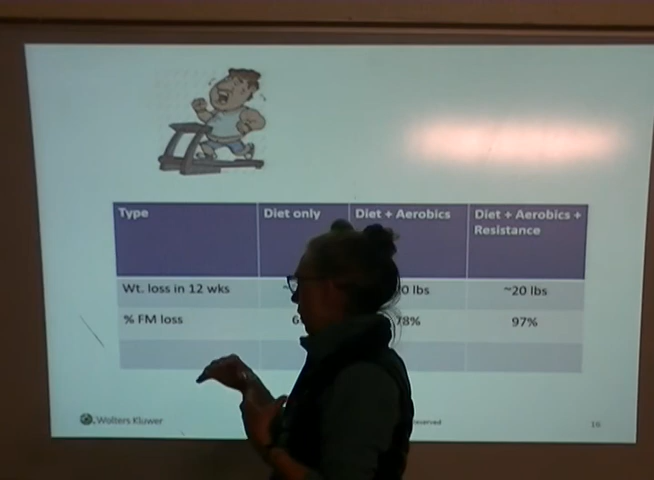 Type Diet only Diet + Aerobics Diet + Aerobics +
Resistance
Wt. loss in 12 wks ~20 lbs
% FM loss 78% 97%
Wolters Kluwer 16